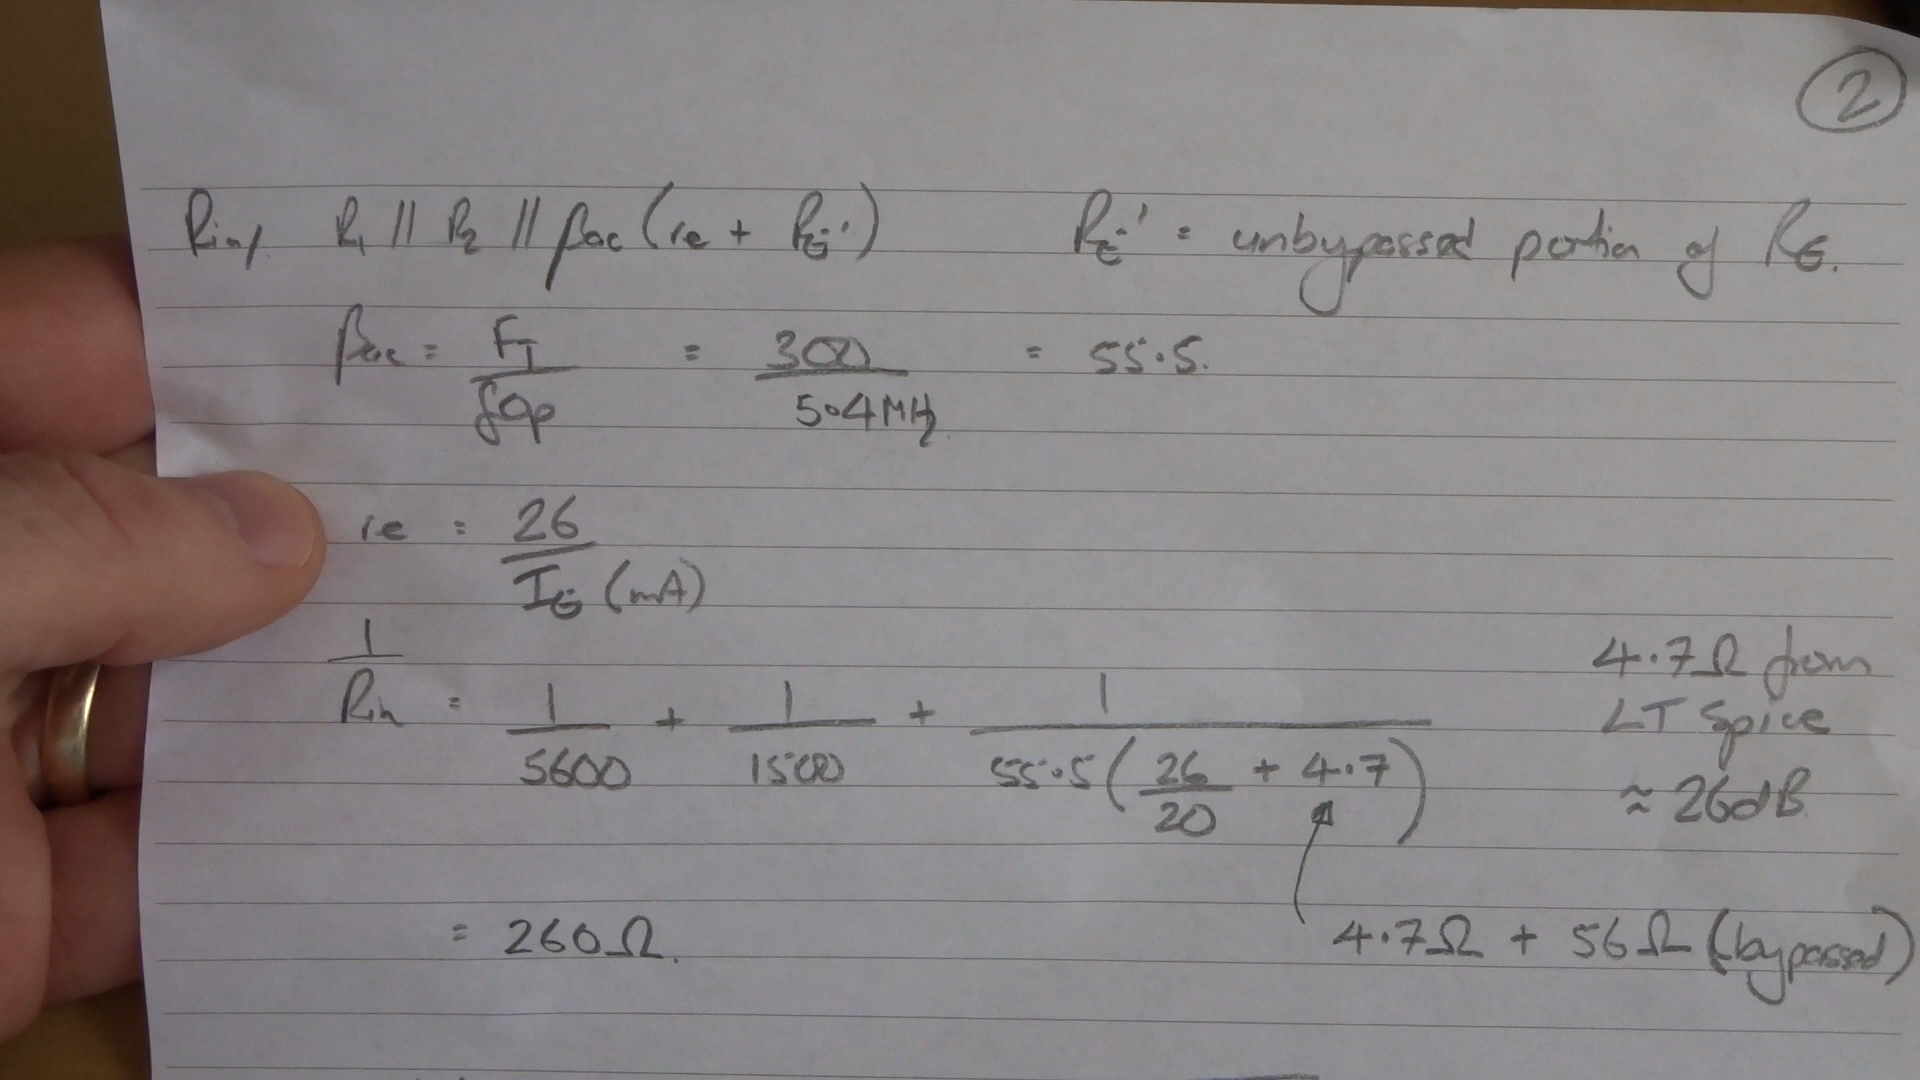 2
Rin/ R1 // R2 // βac (re + RE') RE' = unbypassed portion of RE.
βac = FT / fop = 300 / 5.4MHz = 55.5.
re = 26 / IE (mA)
1 / Rin = 1 / 5600 + 1 / 1500 + 1 / 55.5 ( 26 / 20 + 4.7 )
4.7Ω from
LT Spice
≈ 26dB
= 260Ω. 4.7Ω + 56Ω (bypassed)